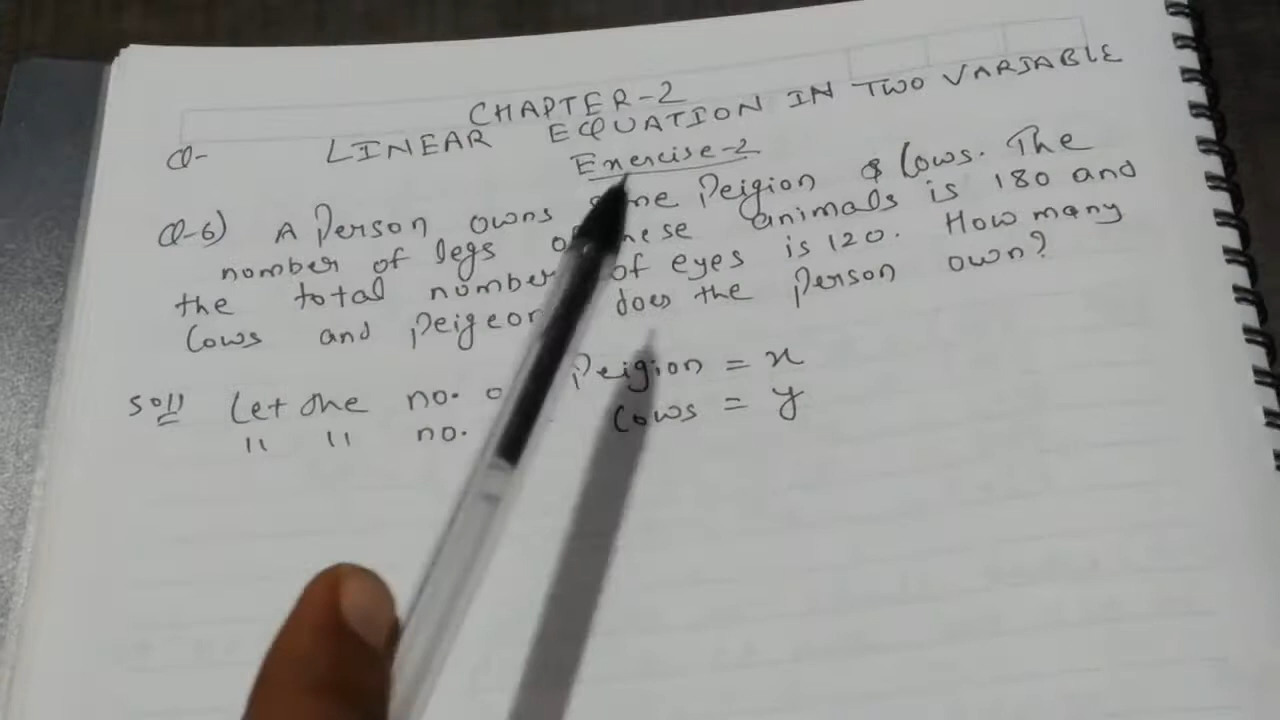 CHAPTER-2
Q- LINEAR EQUATION IN TWO VARIABLE
Exercise-2
Q-6) A Person owns Peigion & Cows. The
number of legs animals is 180 and
the total number of eyes is 120. How many
Cows and Peigeon does the Person own?
Soll Let the no. Peigion = x
" " no. Cows = y